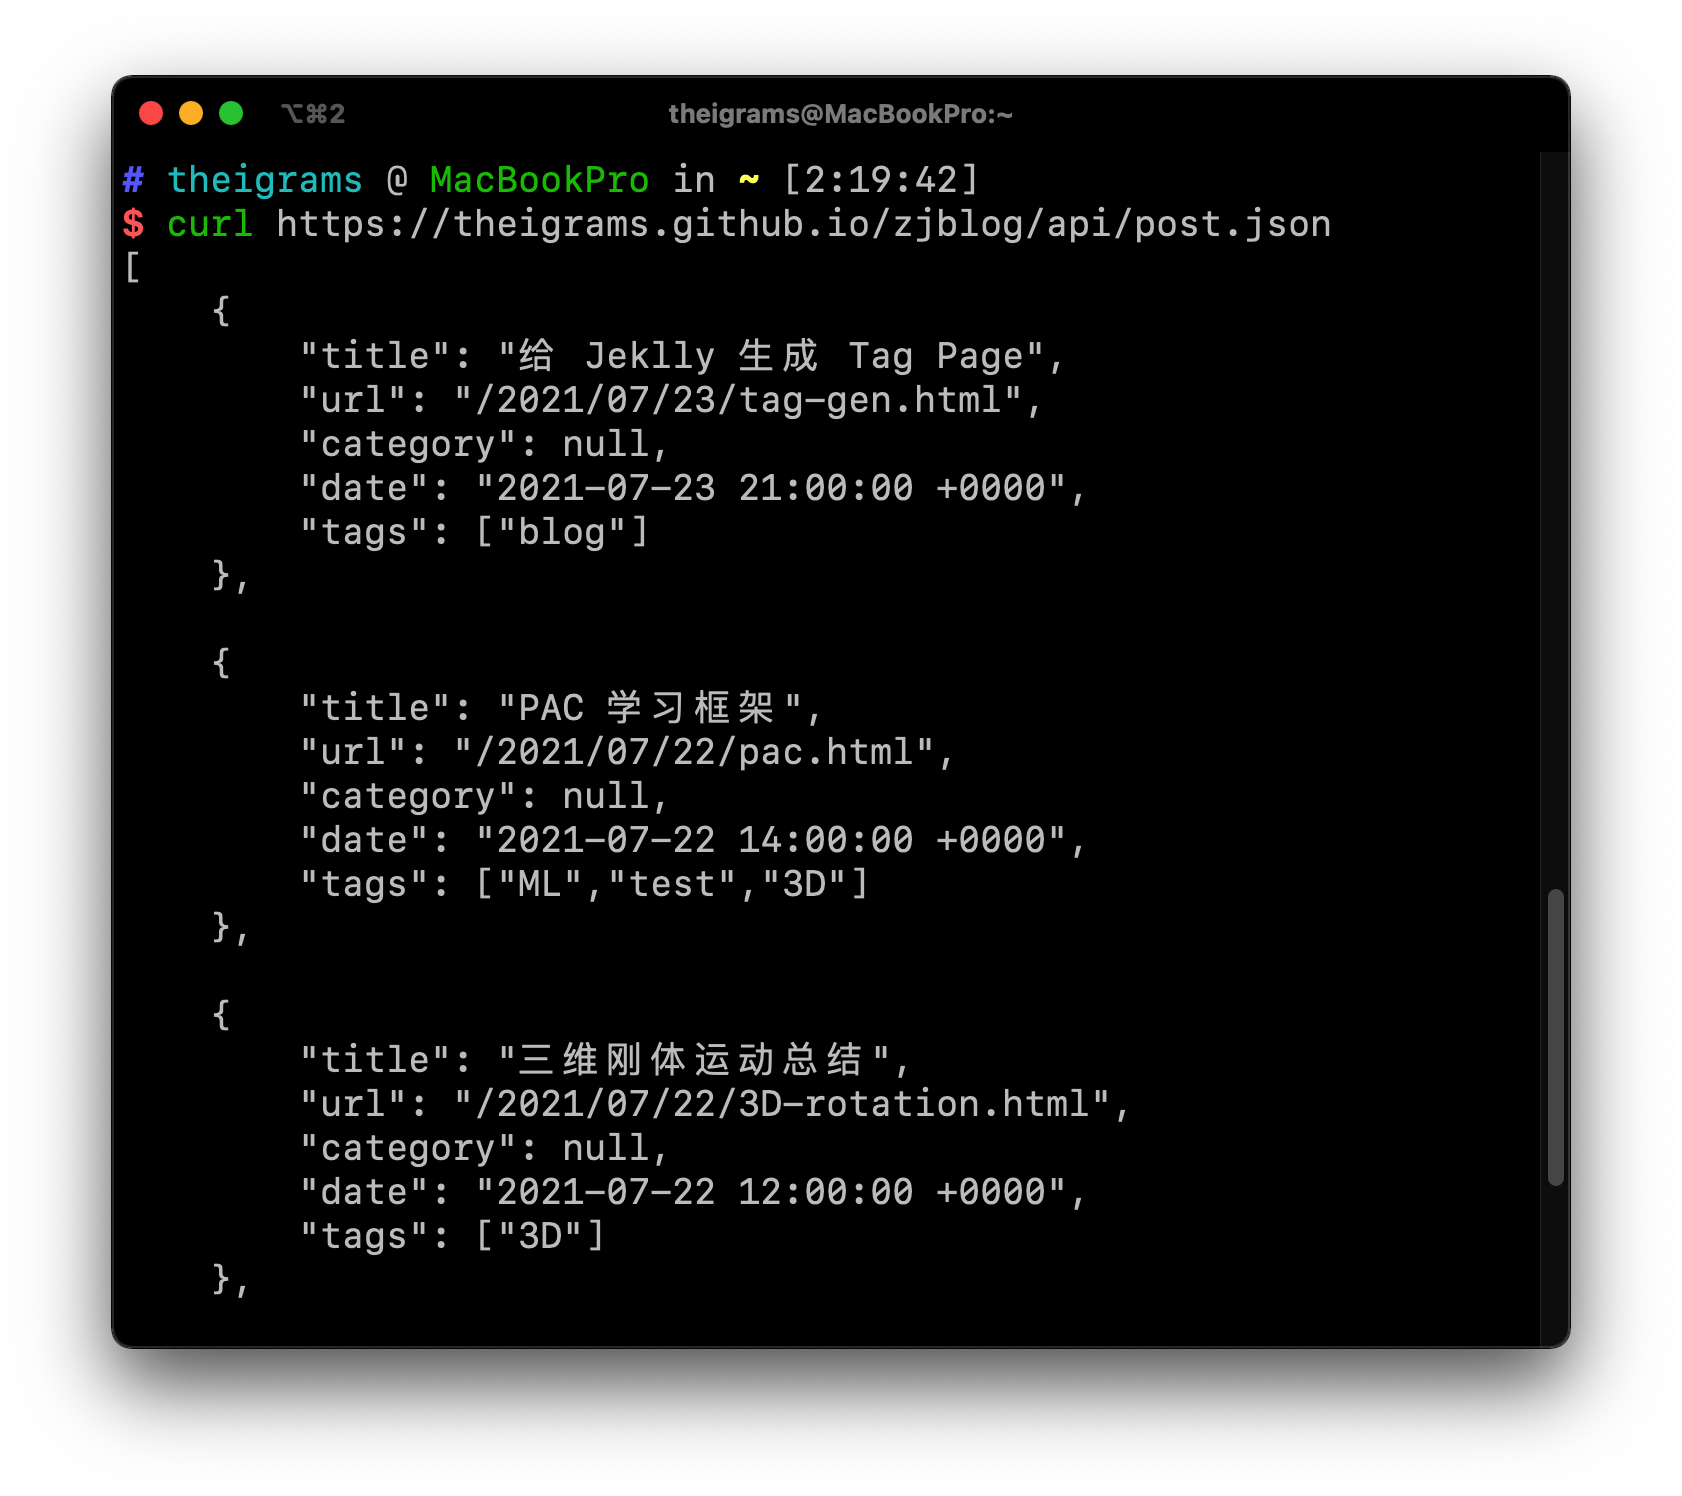 ⌥⌘2 theigrams@MacBookPro:~
# theigrams @ MacBookPro in ~ [2:19:42]
$ curl https://theigrams.github.io/zjblog/api/post.json
[
    {
        "title": "给 Jeklly 生成 Tag Page",
        "url": "/2021/07/23/tag-gen.html",
        "category": null,
        "date": "2021-07-23 21:00:00 +0000",
        "tags": ["blog"]
    },
    {
        "title": "PAC 学习框架",
        "url": "/2021/07/22/pac.html",
        "category": null,
        "date": "2021-07-22 14:00:00 +0000",
        "tags": ["ML","test","3D"]
    },
    {
        "title": "三维刚体运动总结",
        "url": "/2021/07/22/3D-rotation.html",
        "category": null,
        "date": "2021-07-22 12:00:00 +0000",
        "tags": ["3D"]
    },